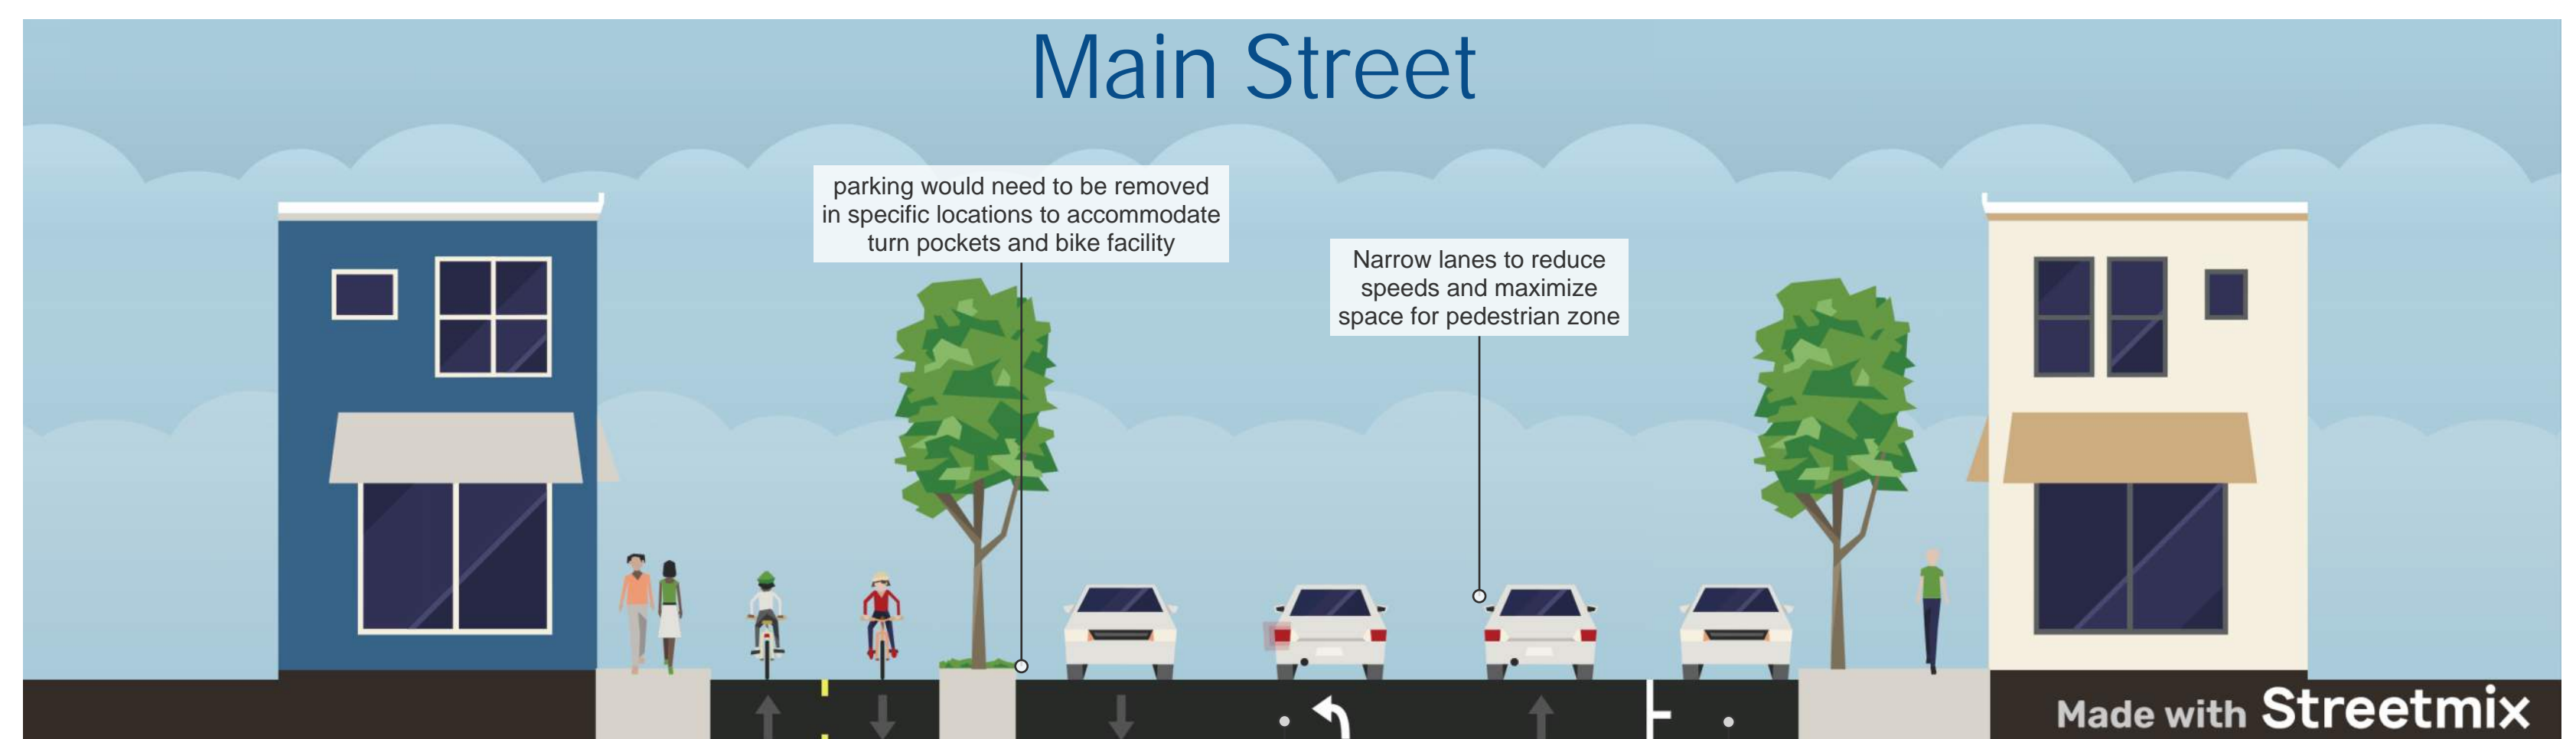 Main Street
parking would need to be removed
in specific locations to accommodate
turn pockets and bike facility
Narrow lanes to reduce
speeds and maximize
space for pedestrian zone
Made with Streetmix